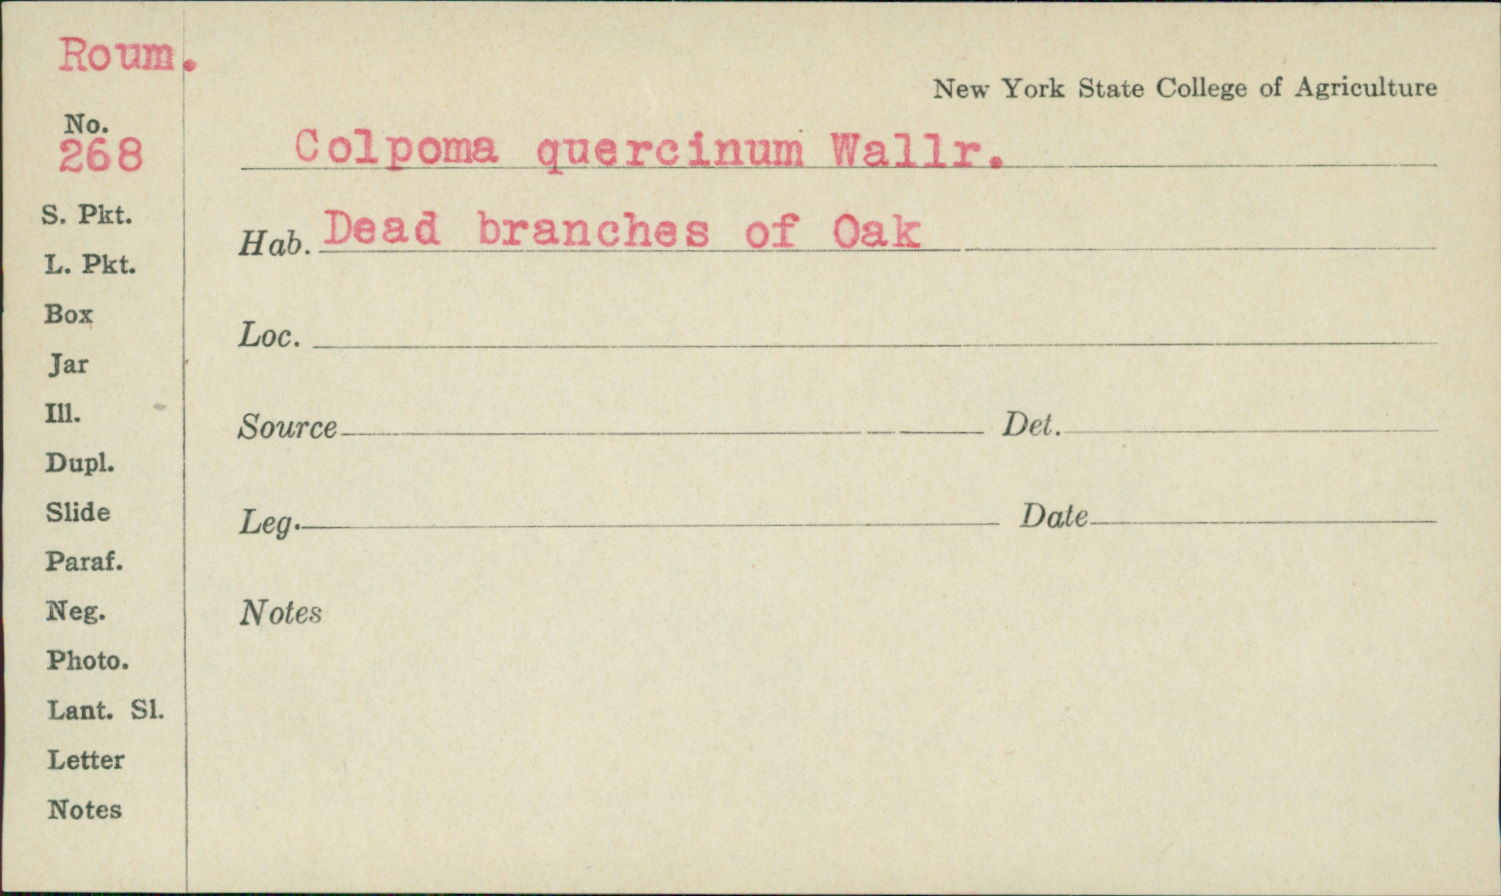 Roum.
New York State College of Agriculture
No.
268
Colpoma quercinum Wallr.
S. Pkt.
Hab. Dead branches of Oak
L. Pkt.
Box
Loc.
Jar
Ill.
Source Det.
Dupl.
Slide
Leg. Date
Paraf.
Neg.
Notes
Photo.
Lant. Sl.
Letter
Notes